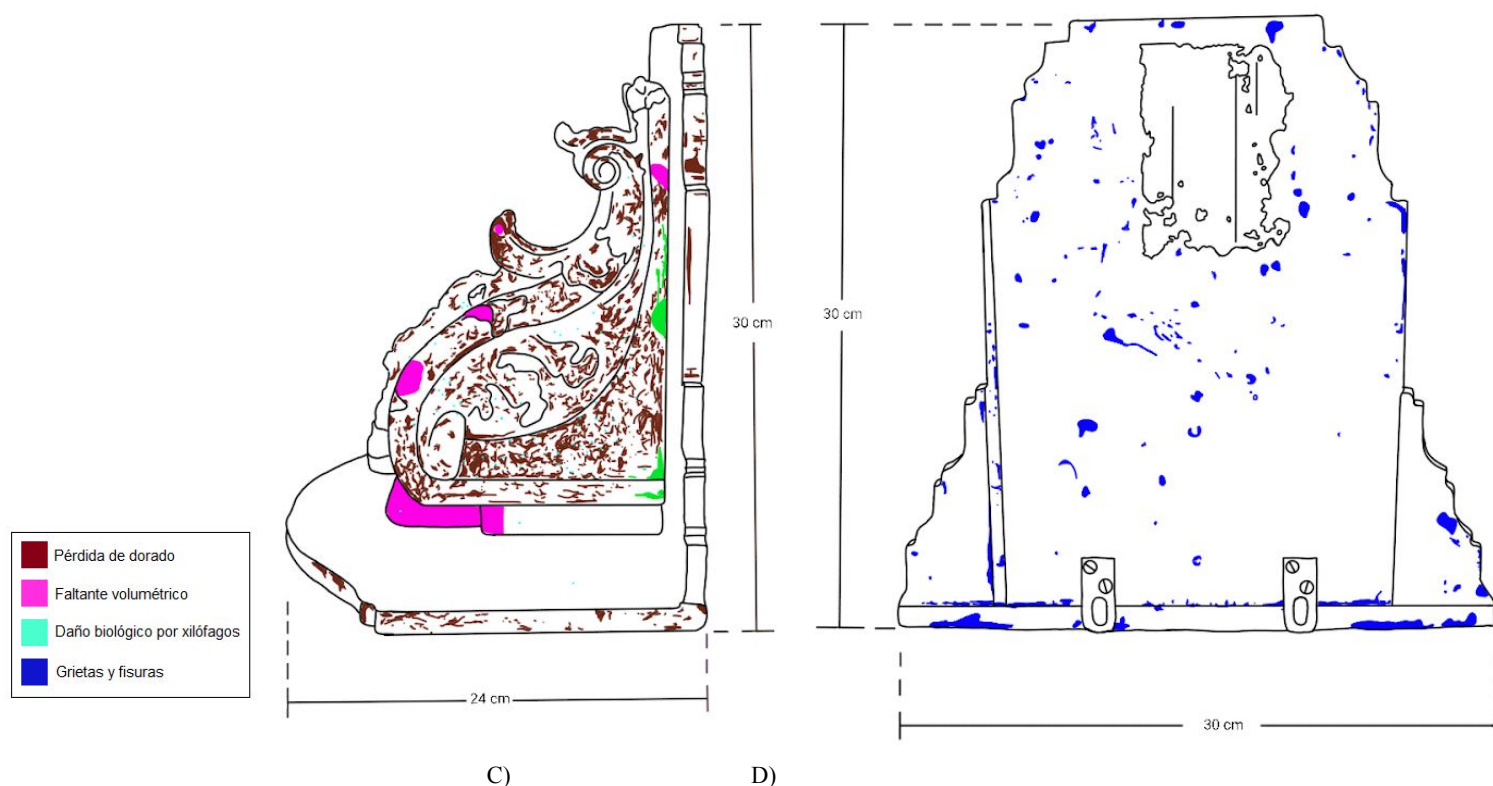 30 cm
30 cm
Pérdida de dorado
Faltante volumétrico
Daño biológico por xilófagos
Grietas y fisuras
24 cm
30 cm
C)
D)